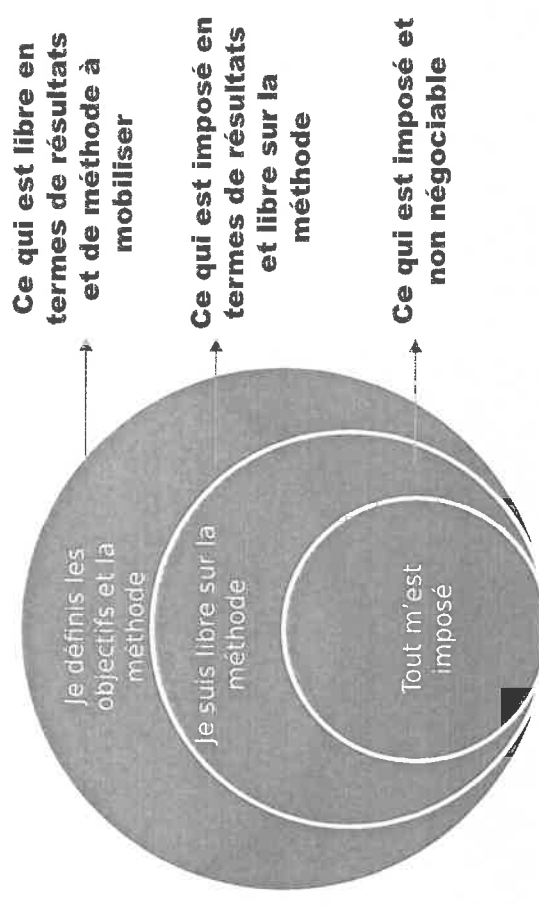 Je définis les
objectifs et la
méthode
Ce qui est libre en
termes de résultats
et de méthode à
mobiliser
Je suis libre sur la
méthode
Ce qui est imposé en
termes de résultats
et libre sur la
méthode
Tout m'est
imposé
Ce qui est imposé et
non négociable